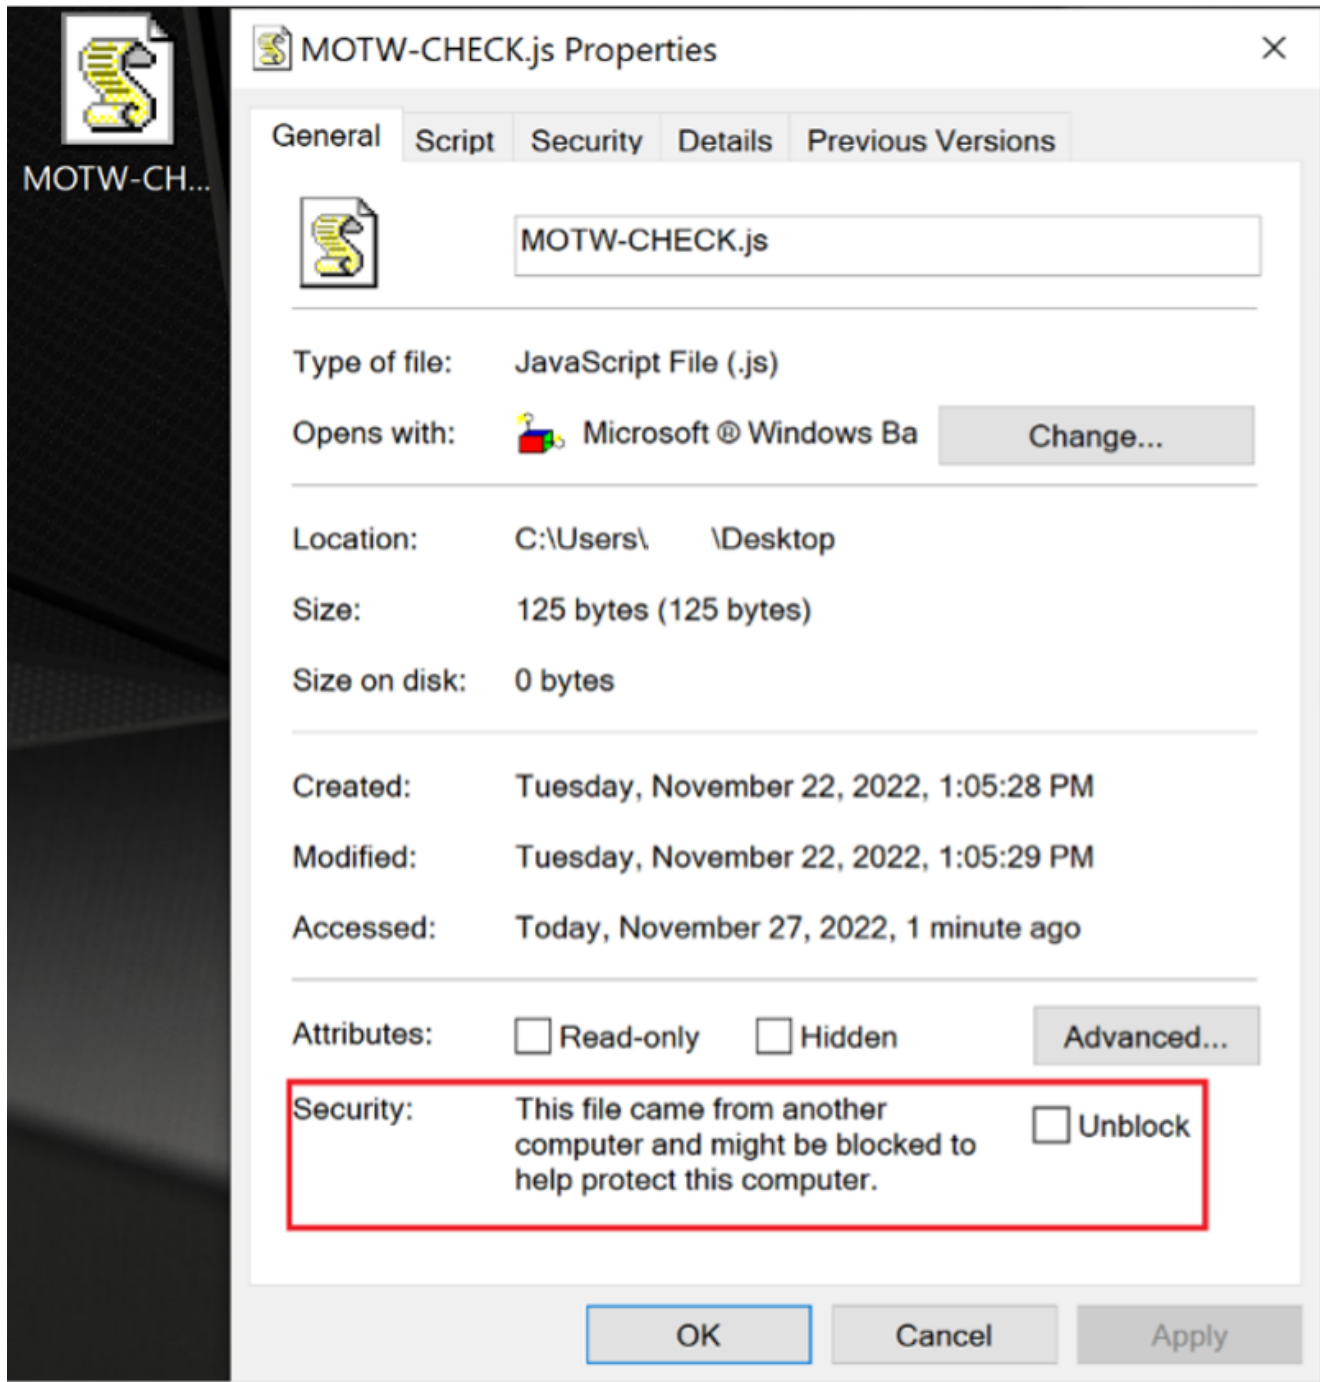 MOTW-CH...
MOTW-CHECK.js Properties
General Script Security Details Previous Versions
MOTW-CHECK.js
Type of file: JavaScript File (.js)
Opens with: Microsoft ® Windows Ba Change...
Location: C:\Users\ \Desktop
Size: 125 bytes (125 bytes)
Size on disk: 0 bytes
Created: Tuesday, November 22, 2022, 1:05:28 PM
Modified: Tuesday, November 22, 2022, 1:05:29 PM
Accessed: Today, November 27, 2022, 1 minute ago
Attributes: Read-only Hidden Advanced...
Security: This file came from another
computer and might be blocked to
help protect this computer.
Unblock
OK Cancel Apply